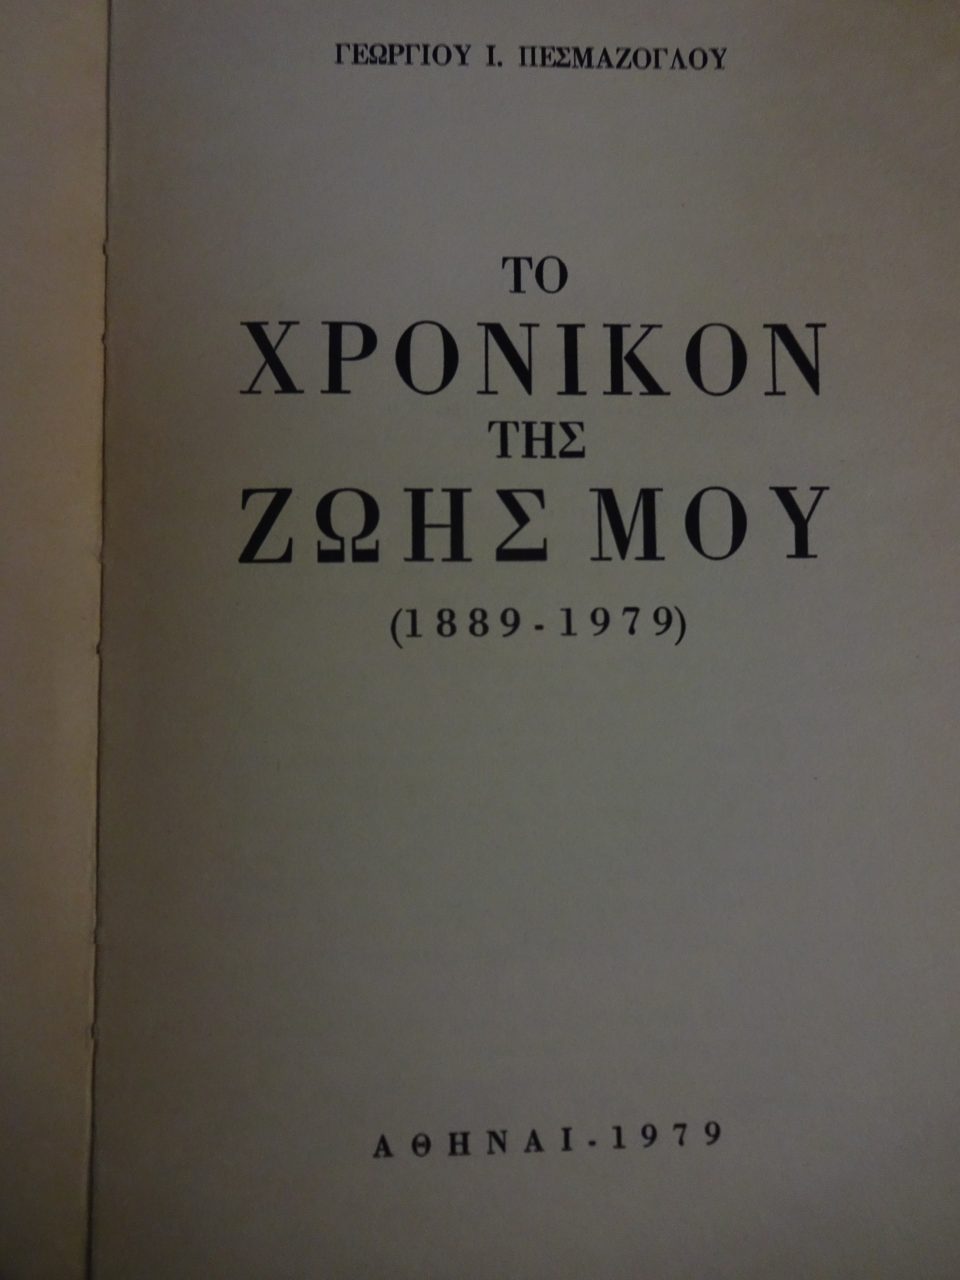 ΓΕΩΡΓΙΟΥ Ι. ΠΕΣΜΑΖΟΓΛΟΥ
ΤΟ
ΧΡΟΝΙΚΟΝ
ΤΗΣ
ΖΩΗΣ ΜΟΥ
(1889-1979)
ΑΘΗΝΑΙ-1979